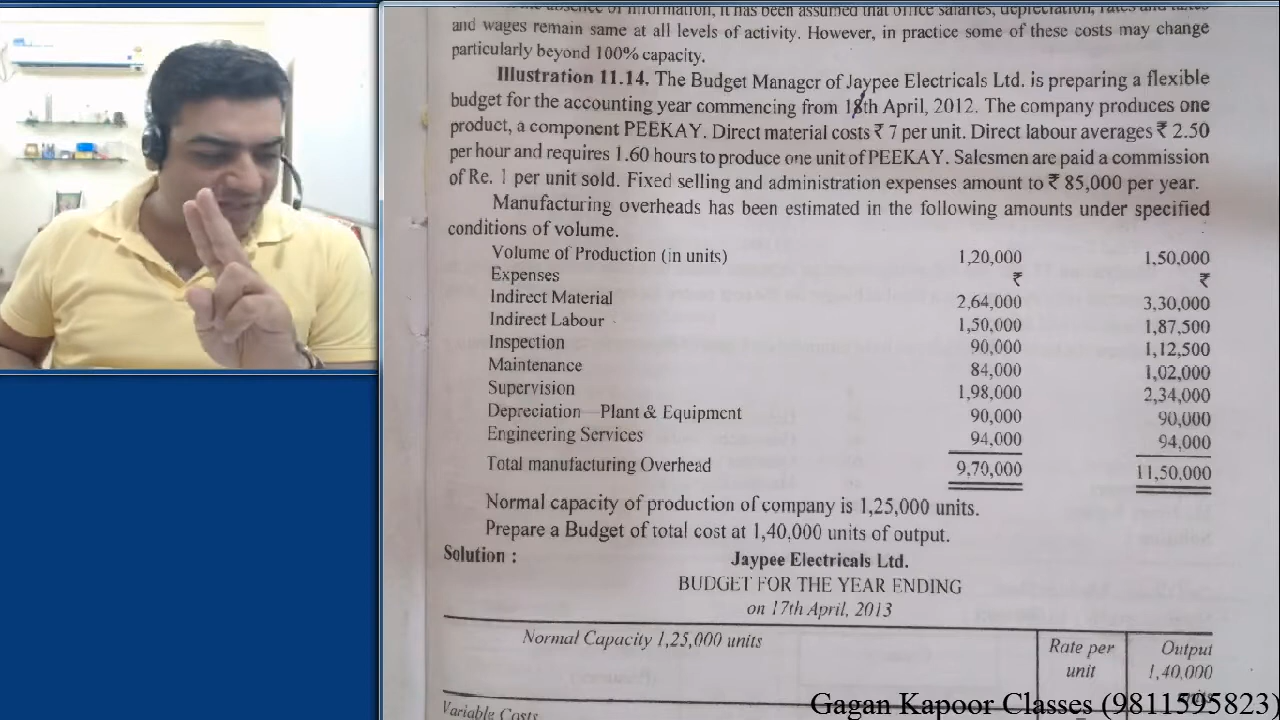 and wages remain same at all levels of activity. However, in practice some of these costs may change
particularly beyond 100% capacity.
Illustration 11.14. The Budget Manager of Jaypee Electricals Ltd. is preparing a flexible
budget for the accounting year commencing from 18th April, 2012. The company produces one
product, a component PEEKAY. Direct material costs ₹ 7 per unit. Direct labour averages ₹ 2.50
per hour and requires 1.60 hours to produce one unit of PEEKAY. Salesmen are paid a commission
of Re. 1 per unit sold. Fixed selling and administration expenses amount to ₹ 85,000 per year.
Manufacturing overheads has been estimated in the following amounts under specified
conditions of volume.
Volume of Production (in units) 1,20,000 1,50,000
Expenses ₹ ₹
Indirect Material 2,64,000 3,30,000
Indirect Labour 1,50,000 1,87,500
Inspection 90,000 1,12,500
Maintenance 84,000 1,02,000
Supervision 1,98,000 2,34,000
Depreciation Plant & Equipment 90,000 90,000
Engineering Services 94,000 94,000
Total manufacturing Overhead 9,70,000 11,50,000
Normal capacity of production of company is 1,25,000 units.
Prepare a Budget of total cost at 1,40,000 units of output.
Solution : Jaypee Electricals Ltd.
BUDGET FOR THE YEAR ENDING
on 17th April, 2013
Normal Capacity 1,25,000 units Rate per Output
unit 1,40,000
Variable Costs
Gagan Kapoor Classes (9811595823)